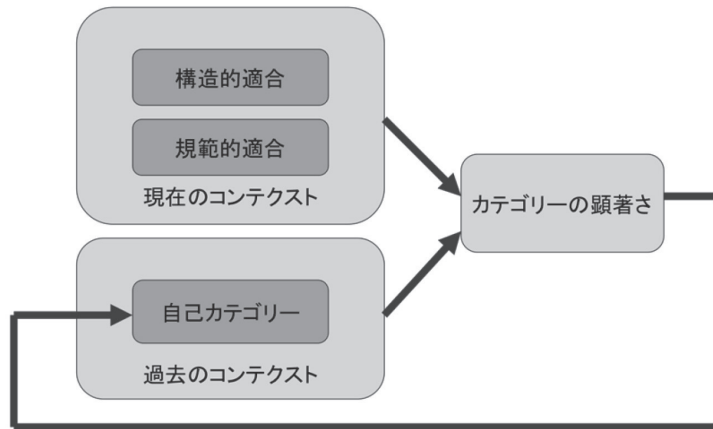 構造的適合
規範的適合
現在のコンテクスト
カテゴリーの顕著さ
自己カテゴリー
過去のコンテクスト